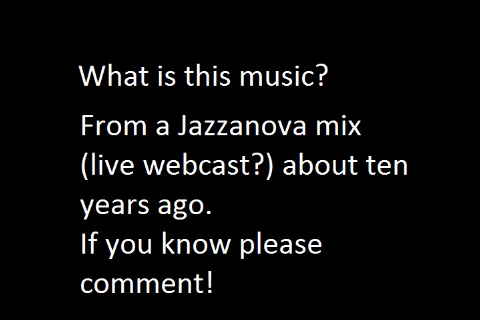 What is this music?
From a Jazzanova mix
(live webcast?) about ten
years ago.
If you know please
comment!